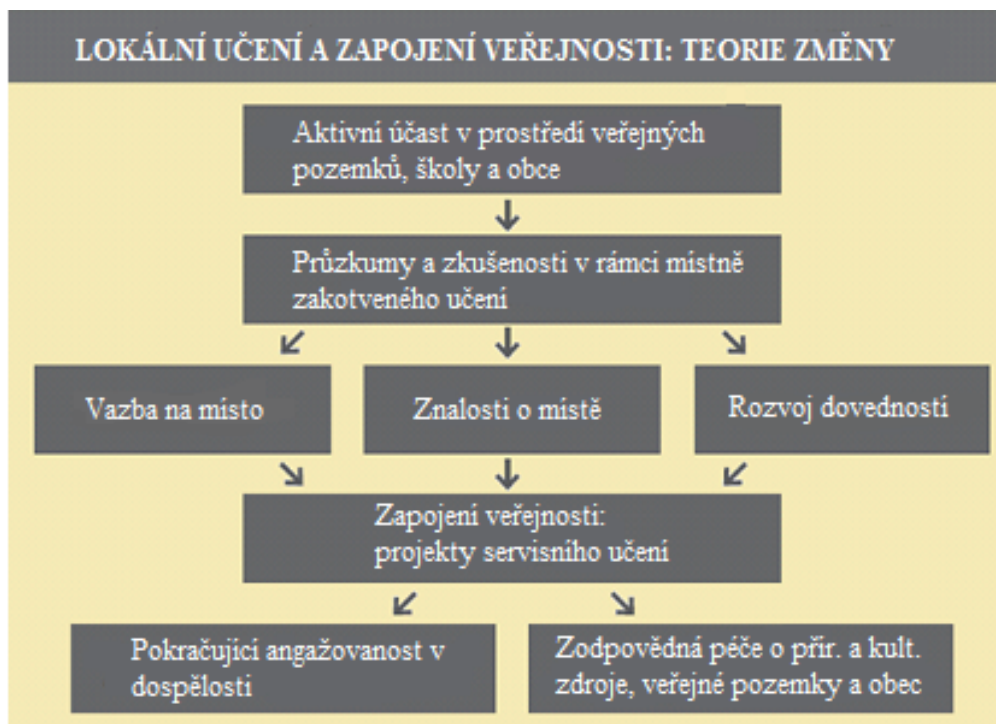 LOKÁLNÍ UČENÍ A ZAPOJENÍ VEŘEJNOSTI: TEORIE ZMĚNY
Aktivní účast v prostředí veřejných
pozemků, školy a obce
Průzkumy a zkušenosti v rámci místně
zakotveného učení
Vazba na místo
Znalosti o místě
Rozvoj dovedností
Zapojení veřejnosti:
projekty servisního učení
Pokračující angažovanost v
dospělosti
Zodpovědná péče o přír. a kult.
zdroje, veřejné pozemky a obec